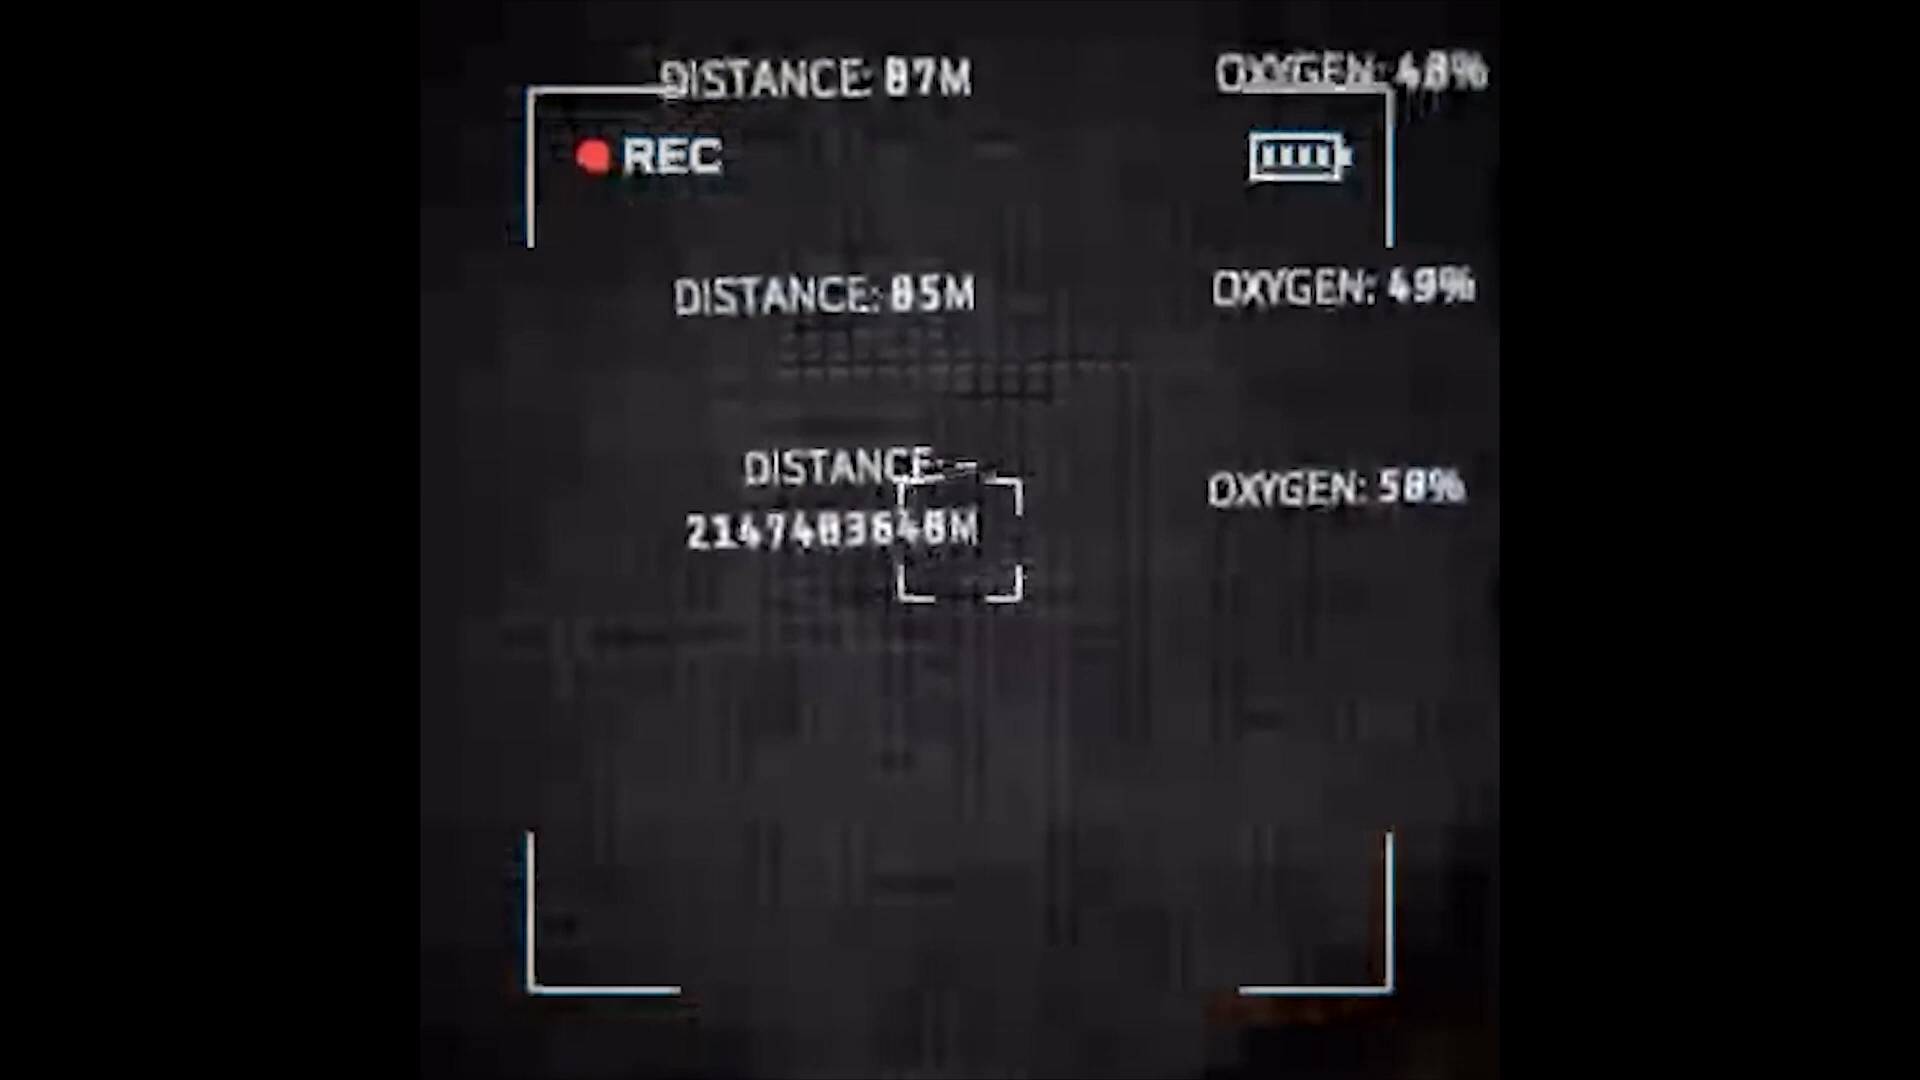 DISTANCE: 87M
OXYGEN: 48%
REC
DISTANCE: 85M
OXYGEN: 49%
DISTANCE: -
2147483648M
OXYGEN: 50%